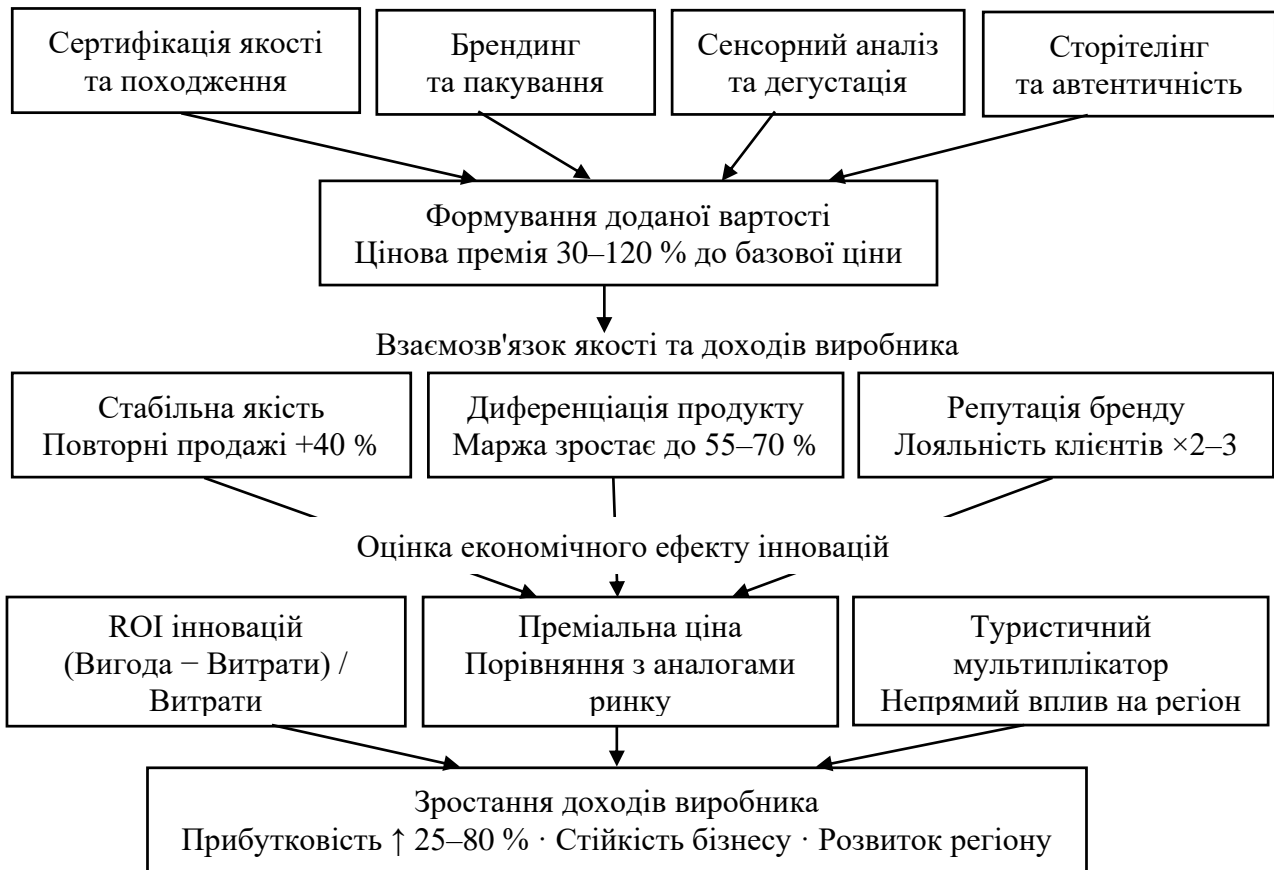 Сертифікація якості
та походження
Брендинг
та пакування
Сенсорний аналіз
та дегустація
Сторітелінг
та автентичність
Формування доданої вартості
Цінова премія 30–120 % до базової ціни
Взаємозв'язок якості та доходів виробника
Стабільна якість
Повторні продажі +40 %
Диференціація продукту
Маржа зростає до 55–70 %
Репутація бренду
Лояльність клієнтів ×2–3
Оцінка економічного ефекту інновацій
ROI інновацій
(Вигода − Витрати) /
Витрати
Преміальна ціна
Порівняння з аналогами
ринку
Туристичний
мультиплікатор
Непрямий вплив на регіон
Зростання доходів виробника
Прибутковість ↑ 25–80 % · Стійкість бізнесу · Розвиток регіону